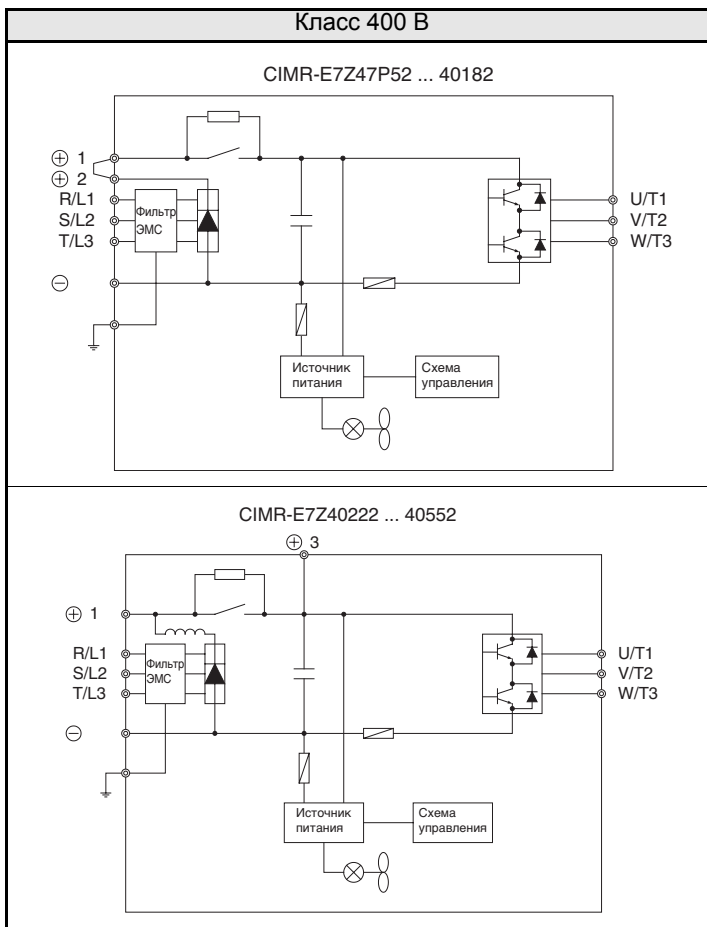 Класс 400 В
CIMR-E7Z47P52 ... 40182
⊕ 1
⊕ 2
R/L1
S/L2
T/L3
⊖
Фильтр
ЭМС
U/T1
V/T2
W/T3
Источник
питания
Схема
управления
CIMR-E7Z40222 ... 40552
⊕ 3
⊕ 1
R/L1
S/L2
T/L3
⊖
Фильтр
ЭМС
U/T1
V/T2
W/T3
Источник
питания
Схема
управления